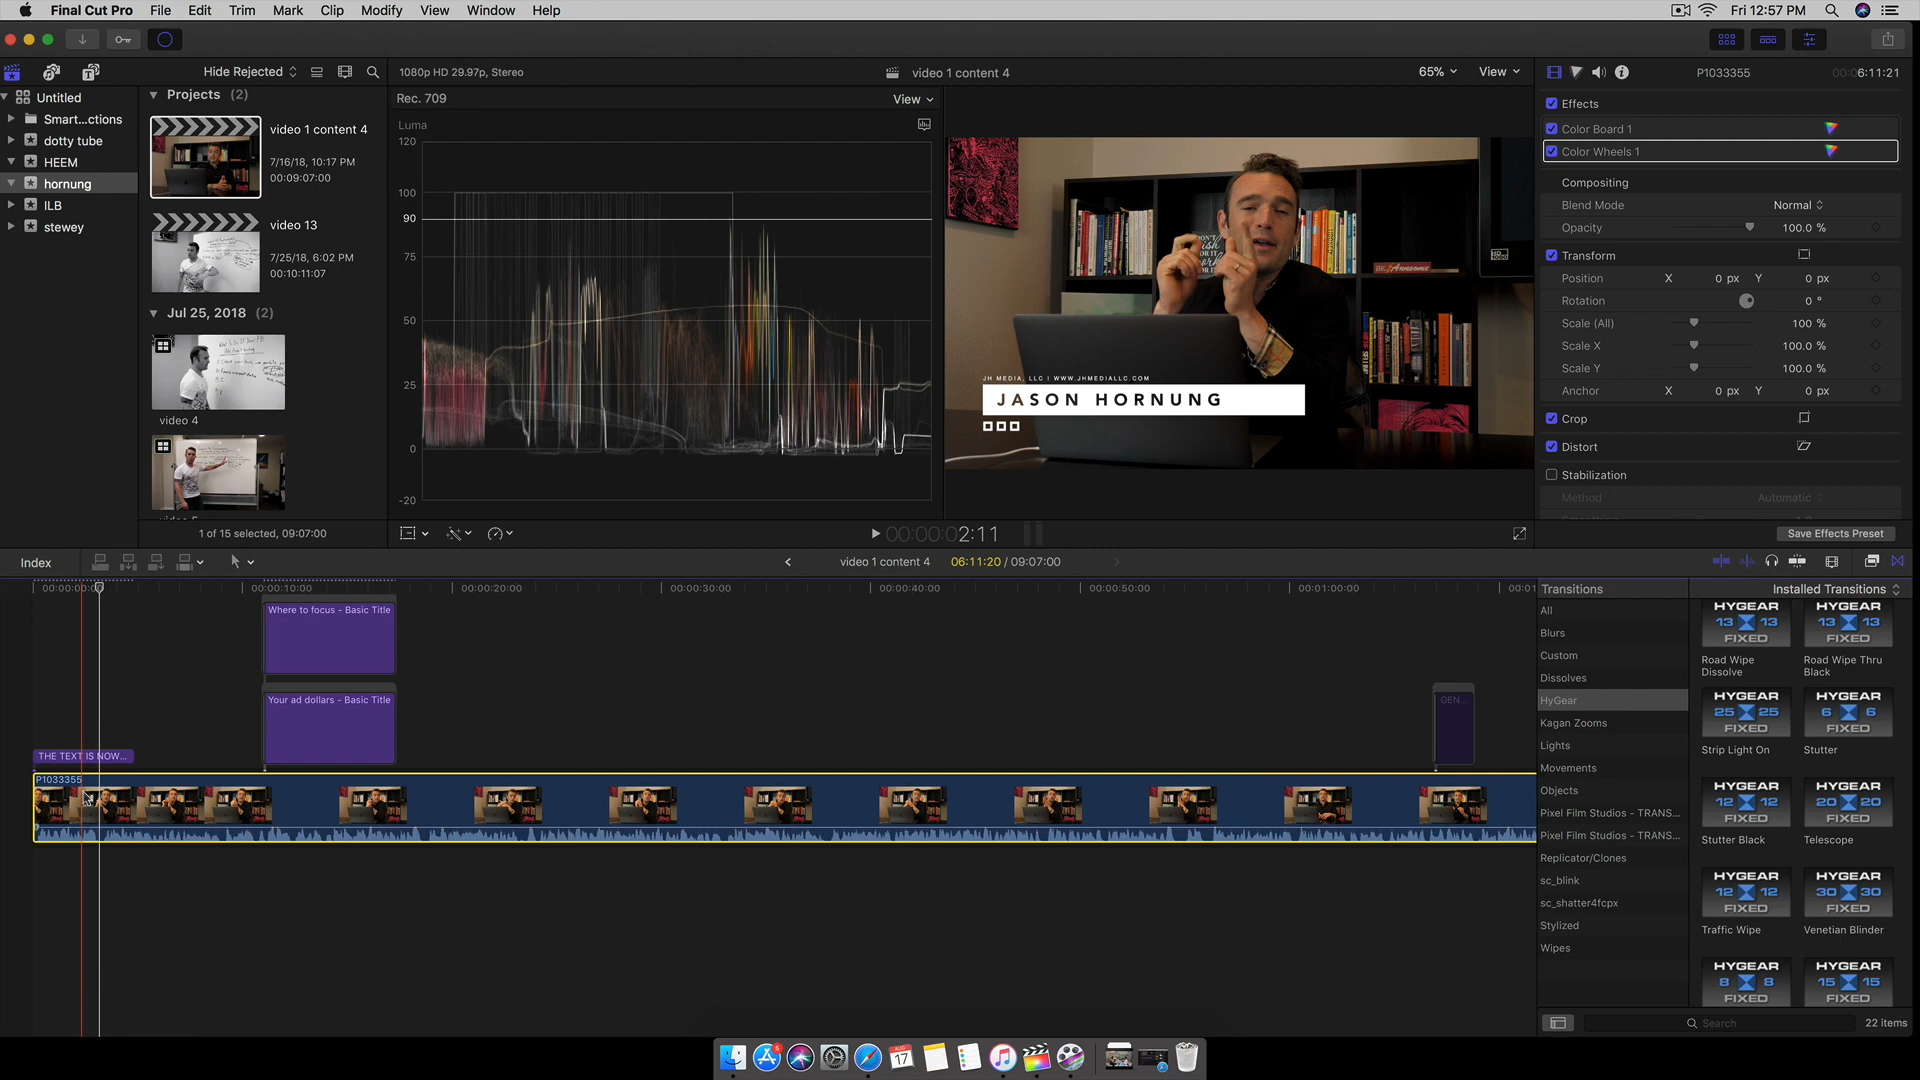 Final Cut Pro File Edit Trim Mark Clip Modify View Window Help
Fri 12:57 PM
Hide Rejected
1080p HD 29.97p, Stereo
video 1 content 4
65%
View
P1033355
00:06:11:21
Untitled
Smart...ctions
dotty tube
HEEM
hornung
ILB
stewey
Projects (2)
video 1 content 4
7/16/18, 10:17 PM
00:09:07:00
video 13
7/25/18, 6:02 PM
00:10:11:07
Jul 25, 2018 (2)
video 4
1 of 15 selected, 09:07:00
Rec. 709
View
Luma
120
100
90
75
50
25
0
-20
JH MEDIA, LLC | WWW.JHMEDIALLC.COM
JASON HORNUNG
00:00:02:11
Effects
Color Board 1
Color Wheels 1
Compositing
Blend Mode Normal
Opacity 100.0 %
Transform
Position X 0 px Y 0 px
Rotation 0 °
Scale (All) 100 %
Scale X 100.0 %
Scale Y 100.0 %
Anchor X 0 px Y 0 px
Crop
Distort
Stabilization
Method Automatic
Save Effects Preset
Index
video 1 content 4
06:11:20 / 09:07:00
00:00:10:00
00:00:20:00
00:00:30:00
00:00:40:00
00:00:50:00
00:01:00:00
Where to focus - Basic Title
Your ad dollars - Basic Title
GEN...
THE TEXT IS NOW...
P1033355
Transitions
Installed Transitions
All
Blurs
Custom
Dissolves
HyGear
Kagan Zooms
Lights
Movements
Objects
Pixel Film Studios - TRANS...
Pixel Film Studios - TRANS...
Replicator/Clones
sc_blink
sc_shatter4fcpx
Stylized
Wipes
HYGEAR
13 13
FIXED
Road Wipe Dissolve
HYGEAR
13 13
FIXED
Road Wipe Thru Black
HYGEAR
25 25
FIXED
Strip Light On
HYGEAR
6 6
FIXED
Stutter
HYGEAR
12 12
FIXED
Stutter Black
HYGEAR
20 20
FIXED
Telescope
HYGEAR
12 12
FIXED
Traffic Wipe
HYGEAR
30 30
FIXED
Venetian Blinder
HYGEAR
8 8
FIXED
HYGEAR
15 15
FIXED
Search
22 items
AUG
17